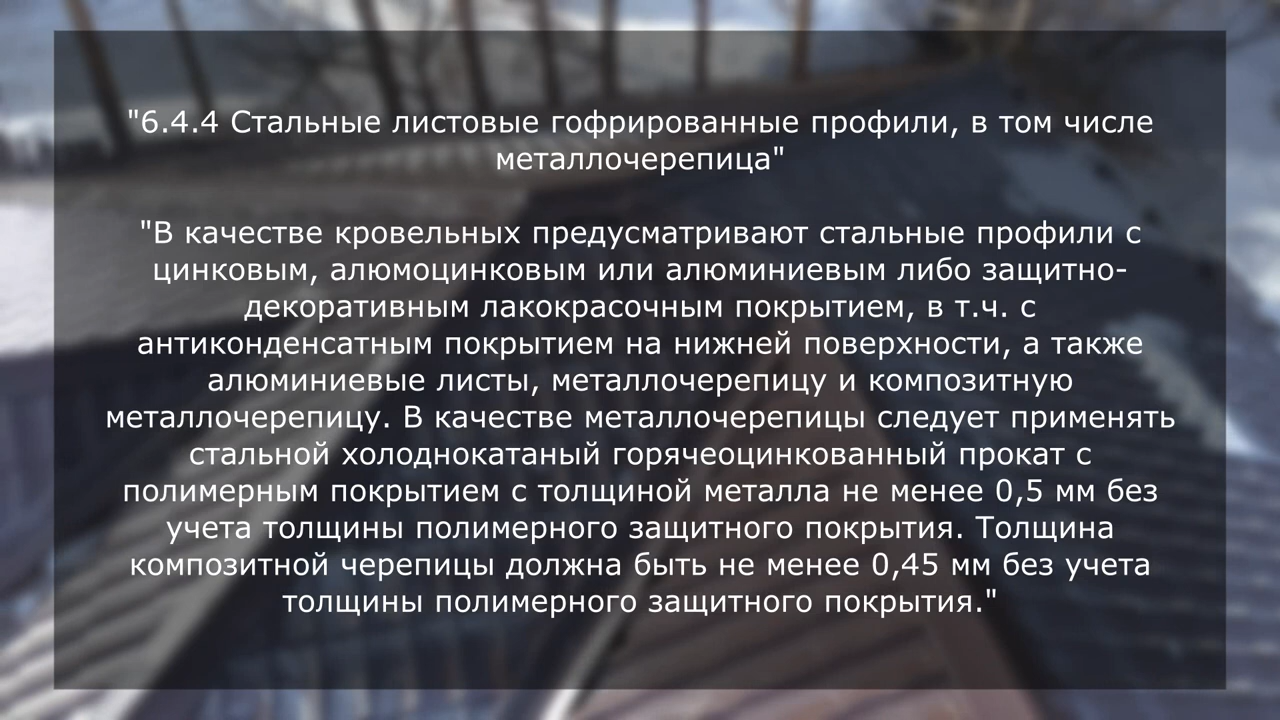 "6.4.4 Стальные листовые гофрированные профили, в том числе
металлочерепица"
"В качестве кровельных предусматривают стальные профили с
цинковым, алюмоцинковым или алюминиевым либо защитно-
декоративным лакокрасочным покрытием, в т.ч. с
антиконденсатным покрытием на нижней поверхности, а также
алюминиевые листы, металлочерепицу и композитную
металлочерепицу. В качестве металлочерепицы следует применять
стальной холоднокатаный горячеоцинкованный прокат с
полимерным покрытием с толщиной металла не менее 0,5 мм без
учета толщины полимерного защитного покрытия. Толщина
композитной черепицы должна быть не менее 0,45 мм без учета
толщины полимерного защитного покрытия."